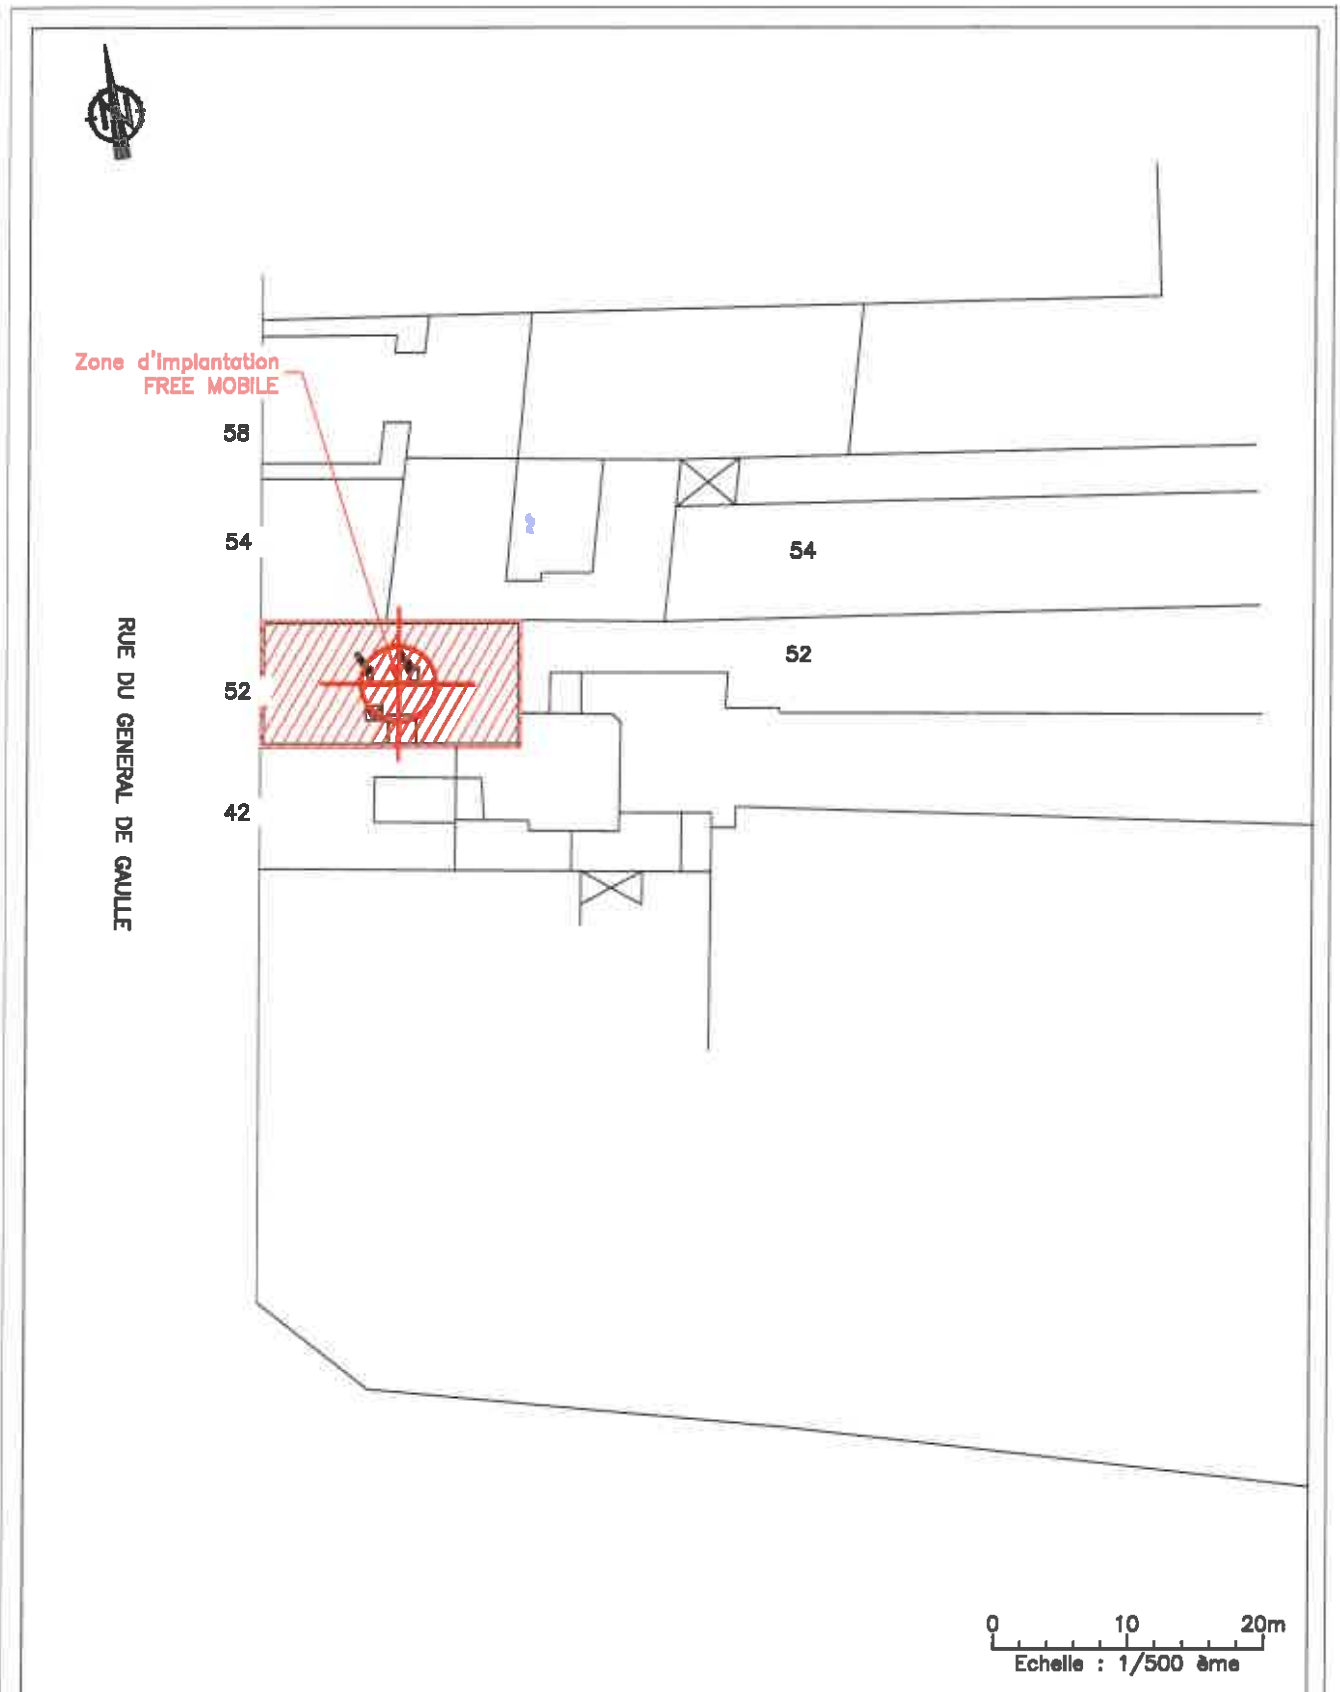 N
Zone d'implantation
FREE MOBILE
58
54
54
RUE DU GENERAL DE GAULLE
52
52
42
0 10 20m
Echelle : 1/500 ème